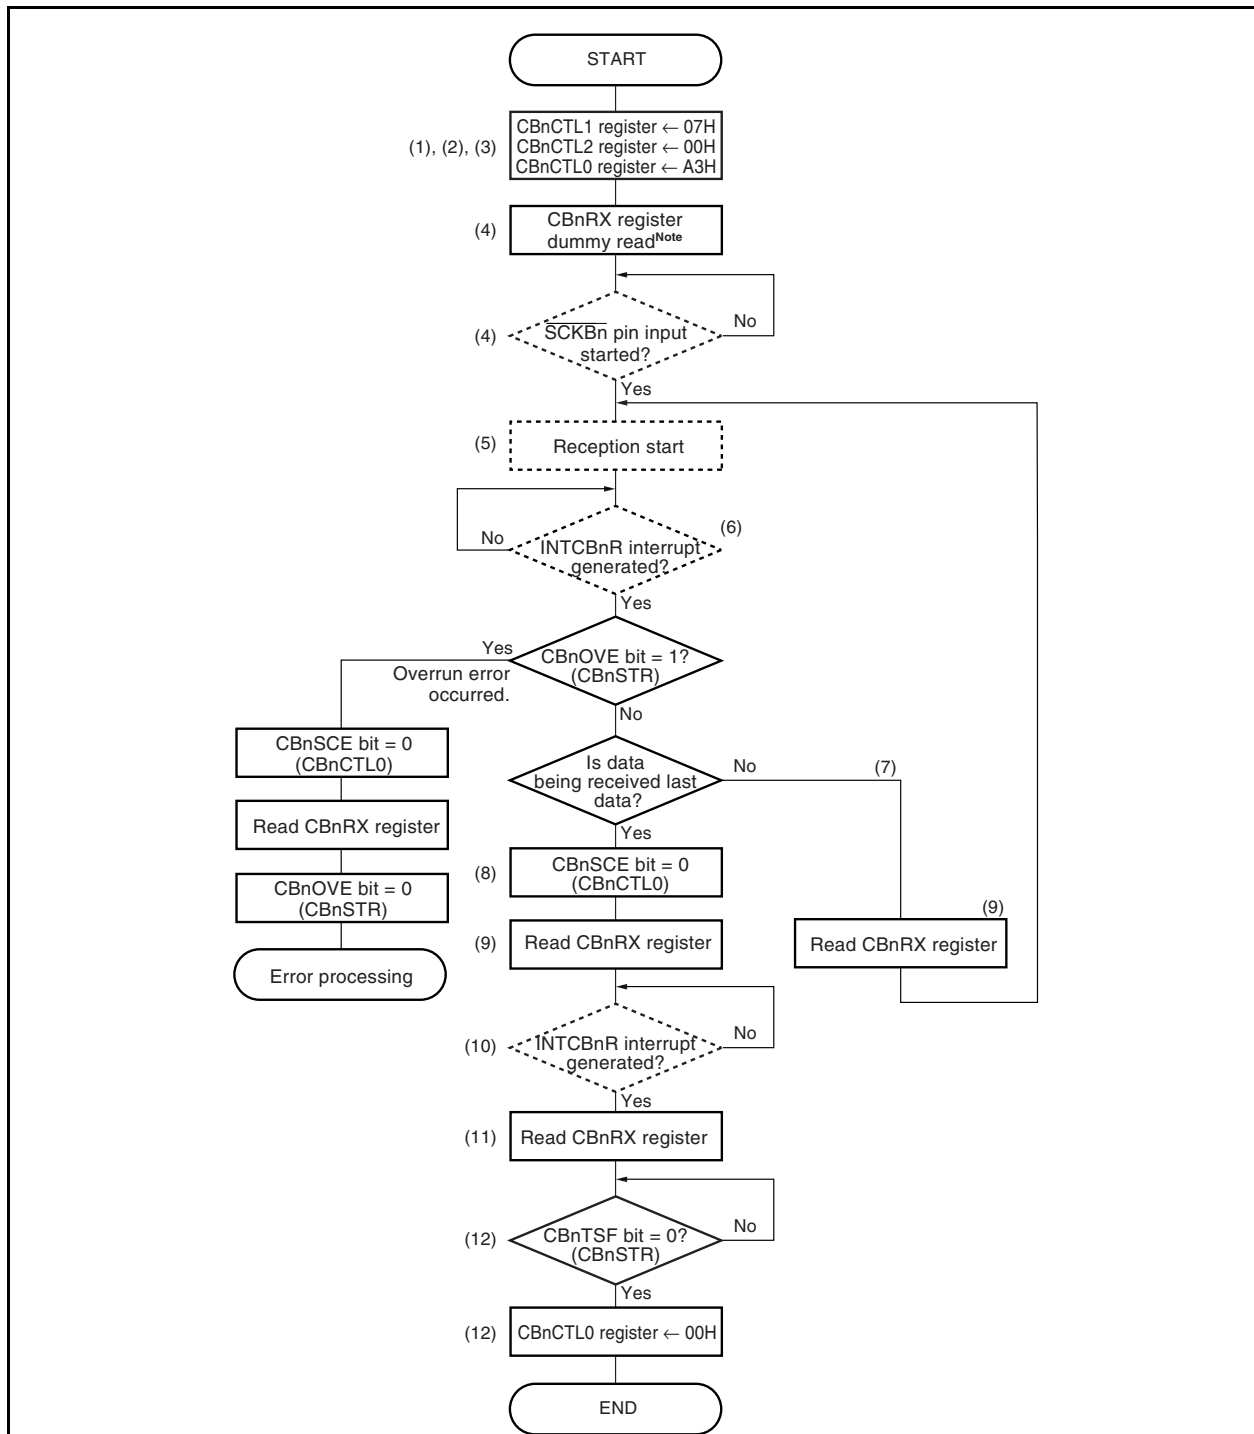 START
(1), (2), (3)
CBnCTL1 register ← 07H
CBnCTL2 register ← 00H
CBnCTL0 register ← A3H
(4)
CBnRX register
dummy readNote
(4)
SCKBn pin input
started?
No
Yes
(5)
Reception start
(6)
No
INTCBnR interrupt
generated?
Yes
Yes
CBnOVE bit = 1?
(CBnSTR)
Overrun error
occurred.
No
CBnSCE bit = 0
(CBnCTL0)
Read CBnRX register
CBnOVE bit = 0
(CBnSTR)
Error processing
Is data
being received last
data?
No
(7)
Yes
(8)
CBnSCE bit = 0
(CBnCTL0)
(9)
Read CBnRX register
(9)
Read CBnRX register
(10)
INTCBnR interrupt
generated?
No
Yes
(11)
Read CBnRX register
(12)
CBnTSF bit = 0?
(CBnSTR)
No
Yes
(12)
CBnCTL0 register ← 00H
END